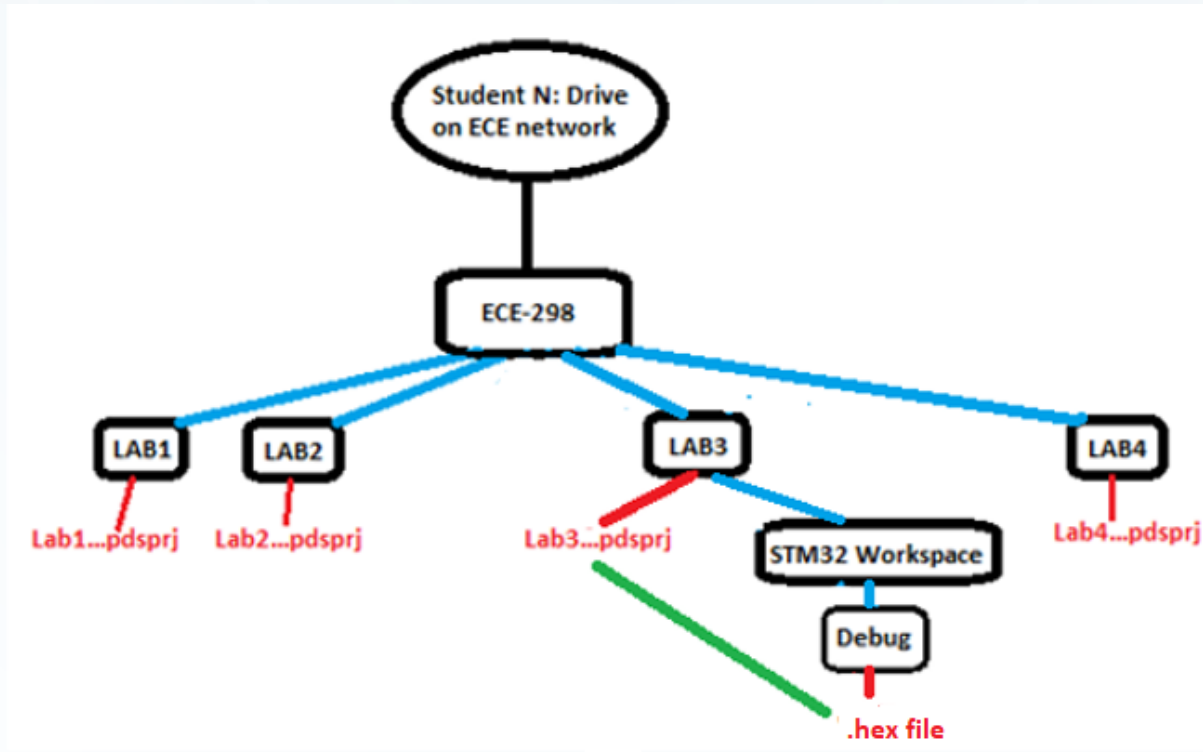 Student N: Drive
on ECE network
ECE-298
LAB1
LAB2
LAB3
LAB4
Lab1...pdsprj
Lab2...pdsprj
Lab3...pdsprj
Lab4...pdsprj
STM32 Workspace
Debug
.hex file